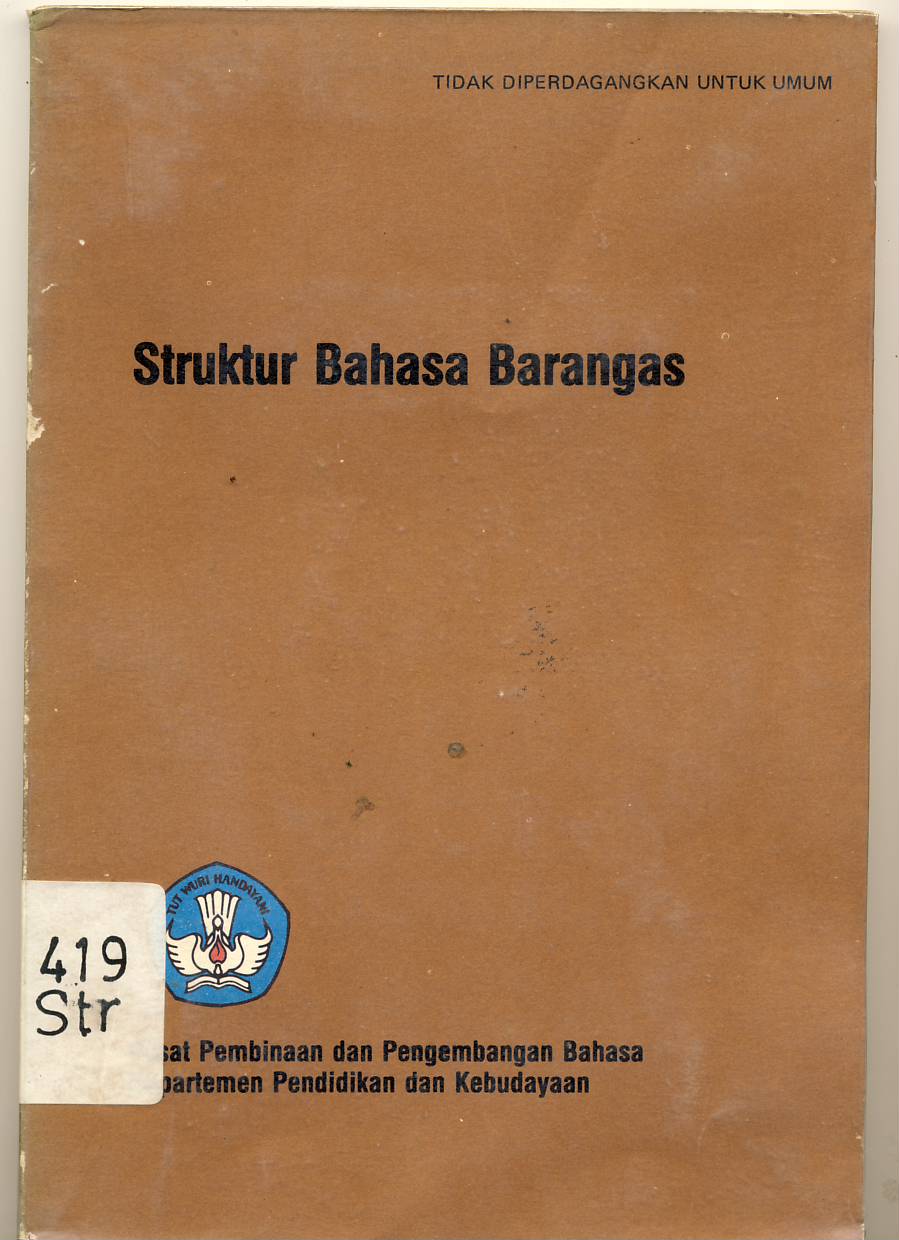 TIDAK DIPERDAGANGKAN UNTUK UMUM
Struktur Bahasa Barangas
TUT WURI HANDAYANI
419
Str
sat Pembinaan dan Pengembangan Bahasa
partemen Pendidikan dan Kebudayaan